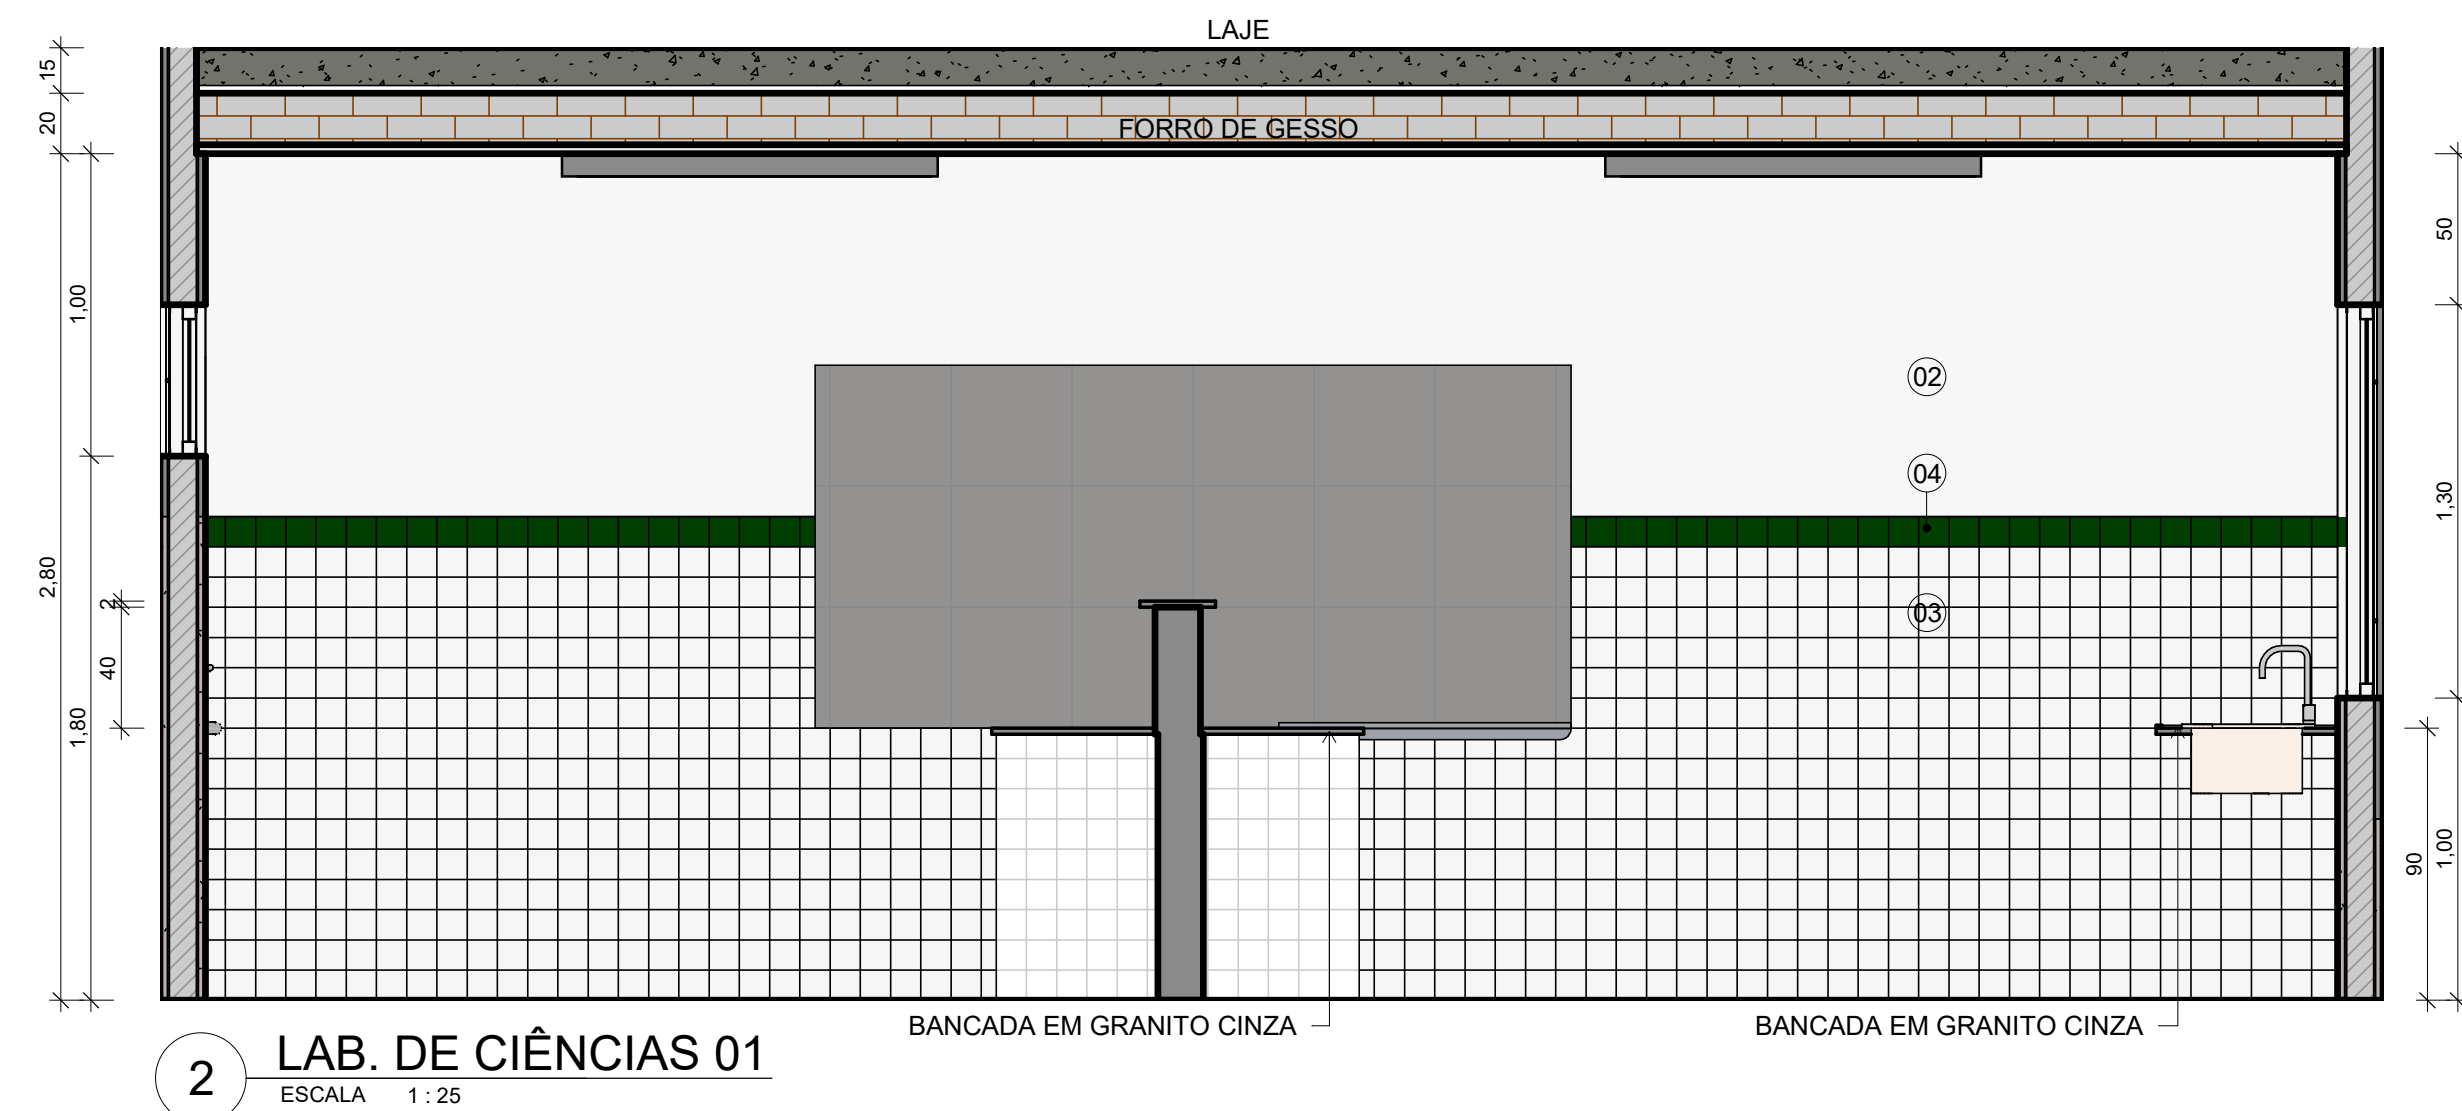 LAJE
15
20
FORRO DE GESSO
50
1,00
02
04
1,30
2,80
2
03
40
1,80
90
1,00
BANCADA EM GRANITO CINZA
BANCADA EM GRANITO CINZA
2
LAB. DE CIÊNCIAS 01
ESCALA 1 : 25